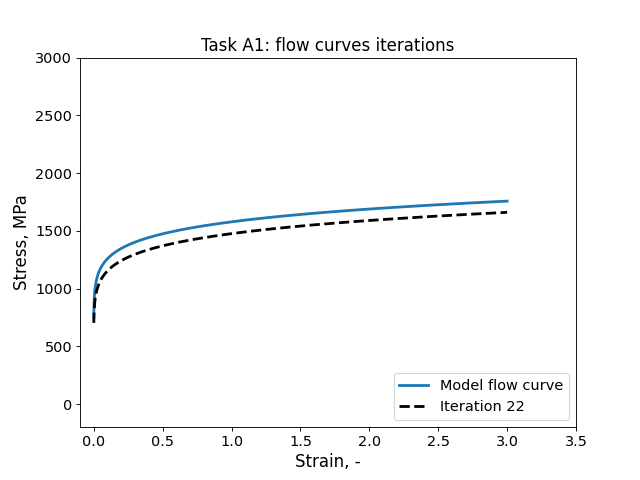 Task A1: flow curves iterations
3000
2500
2000
1500
1000
500
0
Stress, MPa
0.0 0.5 1.0 1.5 2.0 2.5 3.0 3.5
Strain, -
Model flow curve
Iteration 22